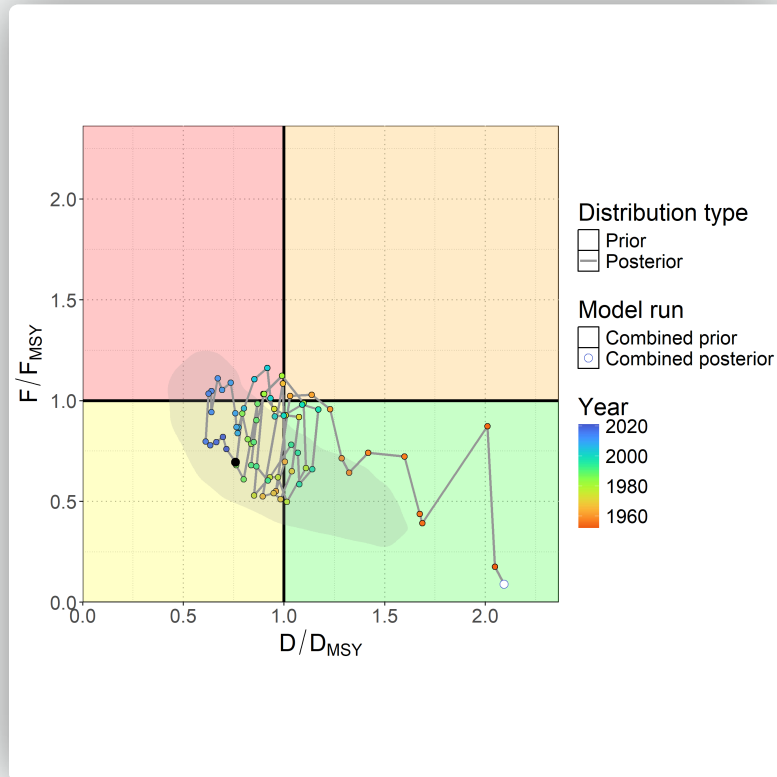 2.0
1.5
1.0
0.5
0.0
0.0 0.5 1.0 1.5 2.0
F/F_MSY
D/D_MSY
Distribution type
Prior
Posterior
Model run
Combined prior
Combined posterior
Year
2020
2000
1980
1960